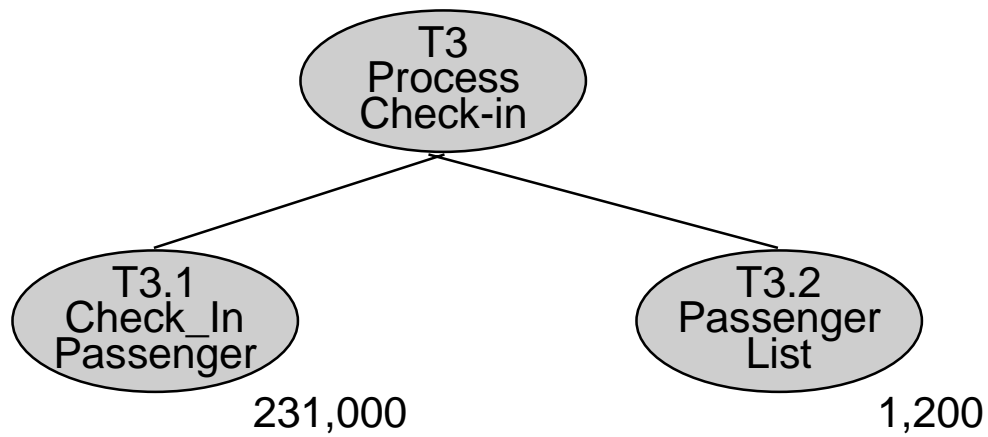 T3
Process
Check-in
T3.1
Check_In
Passenger
231,000
T3.2
Passenger
List
1,200